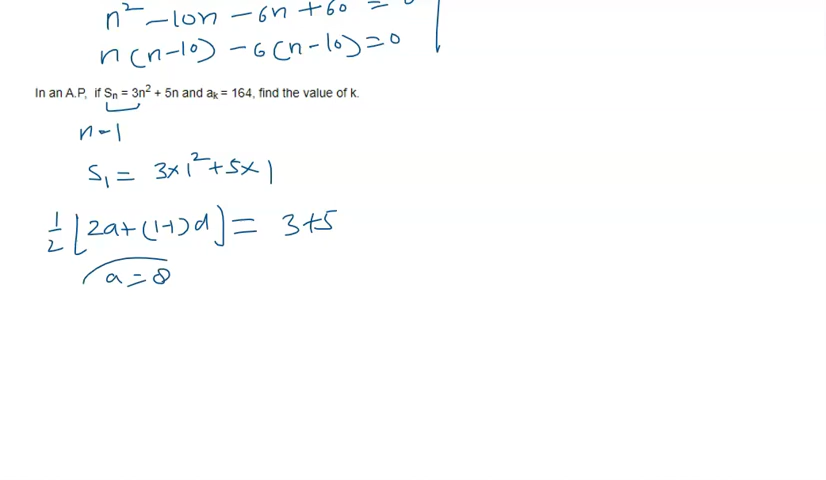 n² - 10n - 6n + 60 = 0
n(n-10) - 6(n-10) = 0
In an A.P, if Sₙ = 3n² + 5n and aₖ = 164, find the value of k.
n-1
S₁ = 3×1² + 5×1
1/2 [2a+(1-1)d] = 3+5
a = 8